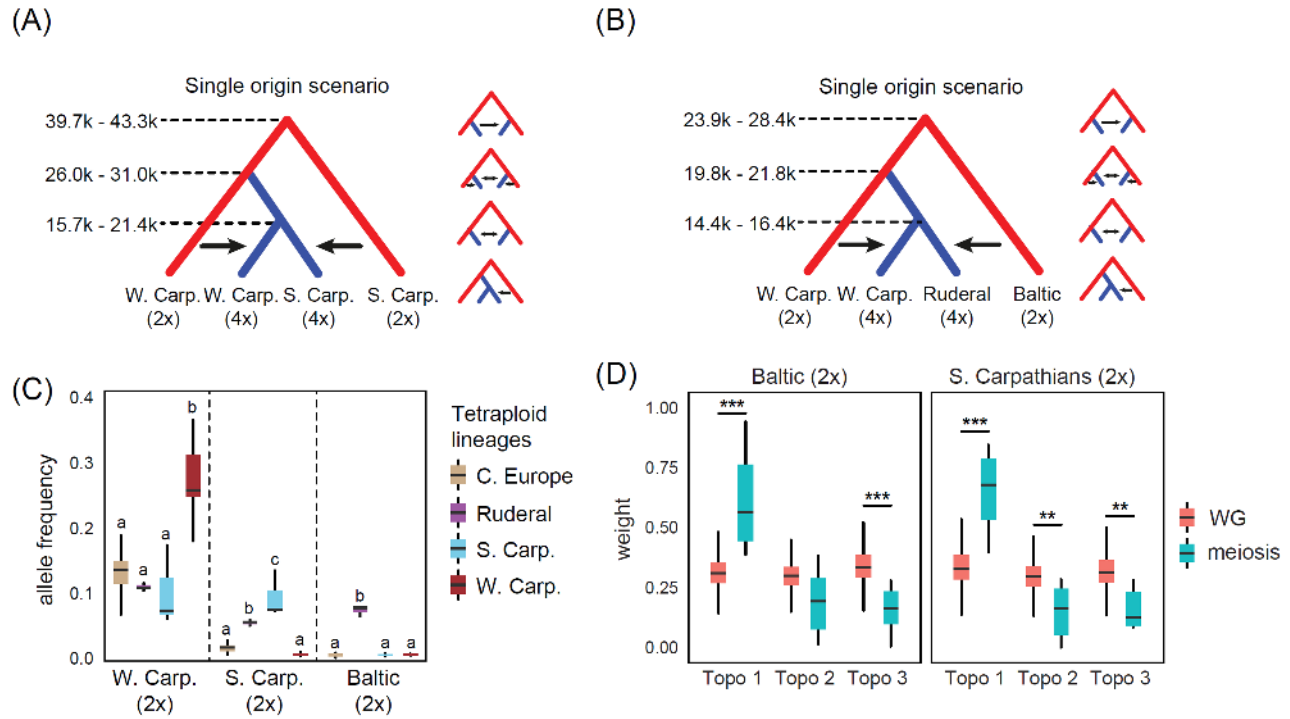 (A)
Single origin scenario
39.7k - 43.3k
26.0k - 31.0k
15.7k - 21.4k
W. Carp. W. Carp. S. Carp. S. Carp.
(2x) (4x) (4x) (2x)
(B)
Single origin scenario
23.9k - 28.4k
19.8k - 21.8k
14.4k - 16.4k
W. Carp. W. Carp. Ruderal Baltic
(2x) (4x) (4x) (2x)
(C)
allele frequency
0.4
0.3
0.2
0.1
0.0
a a a b
a b c a
a b a a
W. Carp. S. Carp. Baltic
(2x) (2x) (2x)
Tetraploid
lineages
C. Europe
Ruderal
S. Carp.
W. Carp.
(D)
Baltic (2x) S. Carpathians (2x)
weight
1.00
0.75
0.50
0.25
0.00
*** ***
*** ** **
Topo 1 Topo 2 Topo 3 Topo 1 Topo 2 Topo 3
WG
meiosis